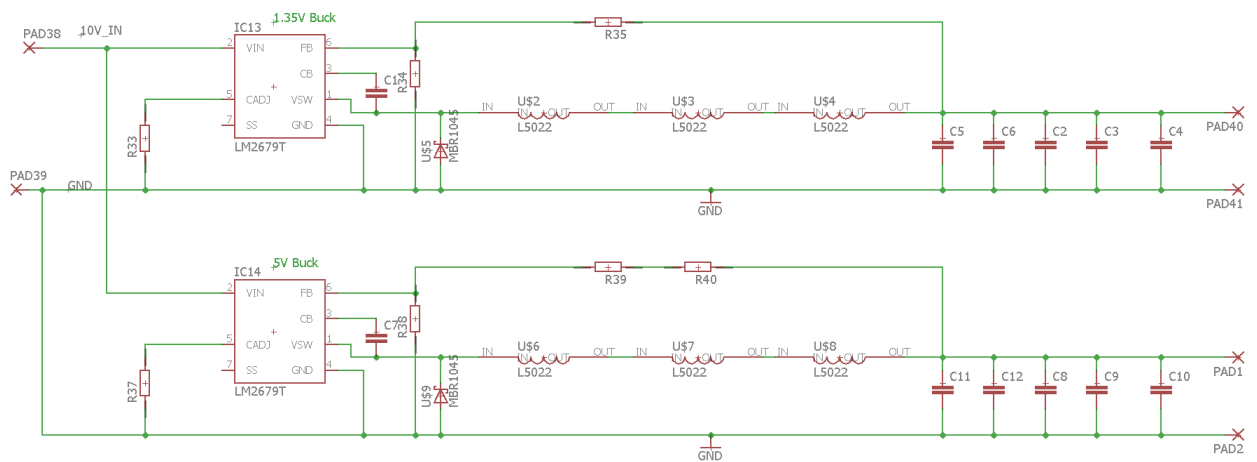 1.35V Buck
PAD38
10V_IN
IC13
2 VIN FB 6
CB 3
5 CADJ VSW 1
7 SS GND 4
LM2679T
R33
C1
R34
R35
U$5
MBR1045
IN U$2 IN OUT OUT
L5022
IN U$3 IN OUT OUT
L5022
IN U$4 IN OUT OUT
L5022
C5 C6 C2 C3 C4
PAD40
PAD39
GND
GND
PAD41
5V Buck
IC14
2 VIN FB 6
CB 3
5 CADJ VSW 1
7 SS GND 4
LM2679T
R37
C7
R38
R39 R40
U$9
MBR1045
IN U$6 IN OUT OUT
L5022
IN U$7 IN OUT OUT
L5022
IN U$8 IN OUT OUT
L5022
C11 C12 C8 C9 C10
PAD1
GND
PAD2